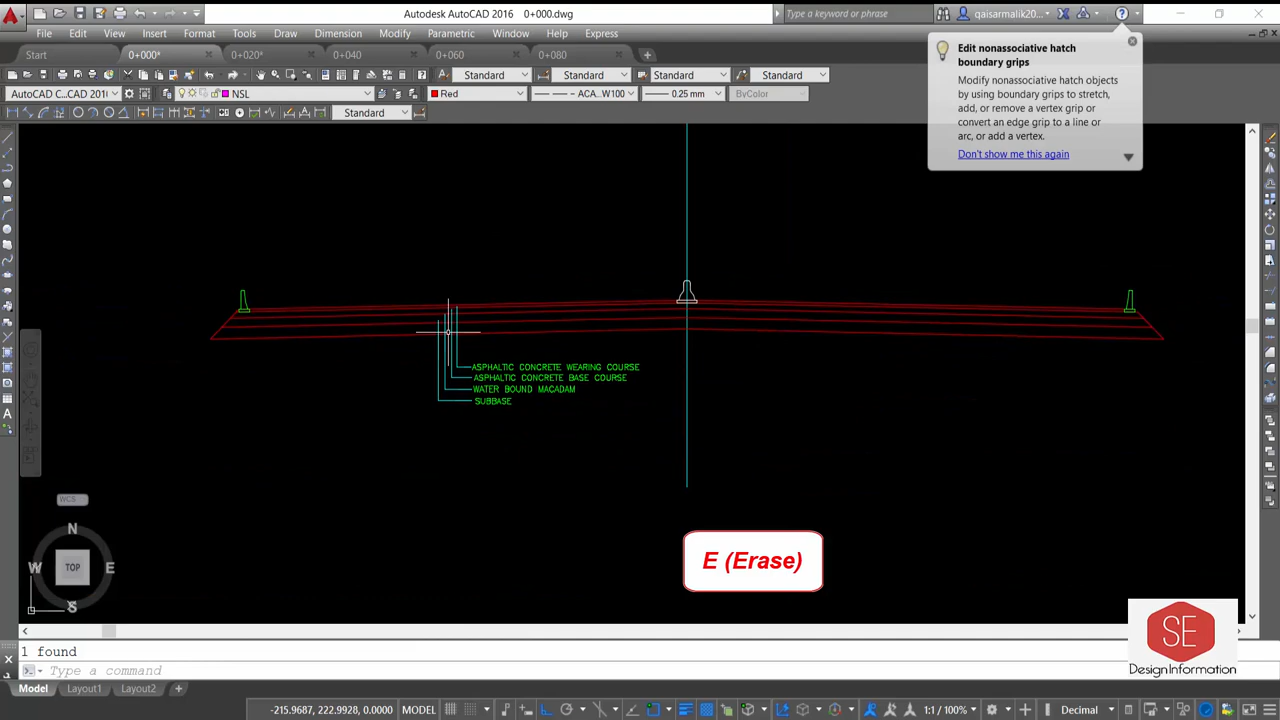 Autodesk AutoCAD 2016   0+000.dwg
Type a keyword or phrase
qaisarmalik20...
File Edit View Insert Format Tools Draw Dimension Modify Parametric Window Help Express
Start 0+000* 0+020* 0+040 0+060 0+080
Standard Standard Standard Standard
AutoCAD C...CAD 201( NSL Red ACA...W100 0.25 mm ByColor
Standard
Edit nonassociative hatch
boundary grips
Modify nonassociative hatch objects
by using boundary grips to stretch,
add, or remove a vertex grip or
convert an edge grip to a line or
arc, or add a vertex.
Don't show me this again
ASPHALTIC CONCRETE WEARING COURSE
ASPHALTIC CONCRETE BASE COURSE
WATER BOUND MACADAM
SUBBASE
WCS
N
W TOP E
S
E (Erase)
SE
Design Information
1 found
Type a command
Model Layout1 Layout2 +
-215.9687, 222.9928, 0.0000 MODEL 1:1 / 100% Decimal